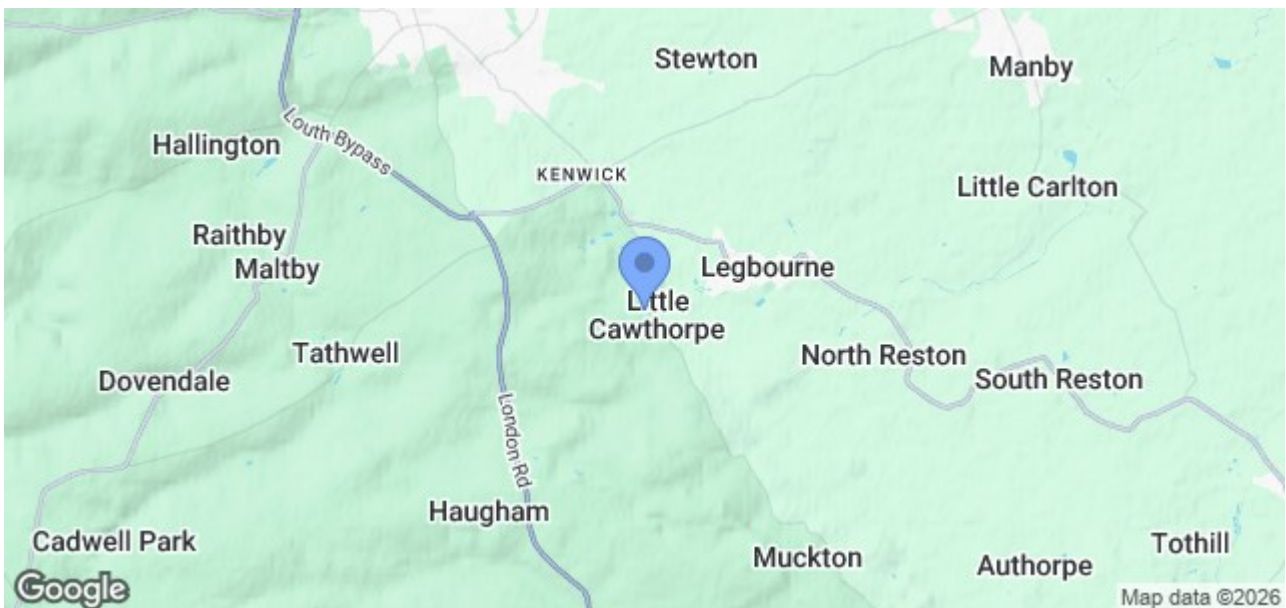 Stewton
Manby
Louth Bypass
Hallington
KENWICK
Little Carlton
Raithby
Maltby
Legbourne
Little
Cawthorpe
Tathwell
North Reston
Dovendale
South Reston
London Rd
Haugham
Cadwell Park
Muckton
Authorpe
Tothill
Google
Map data ©2026